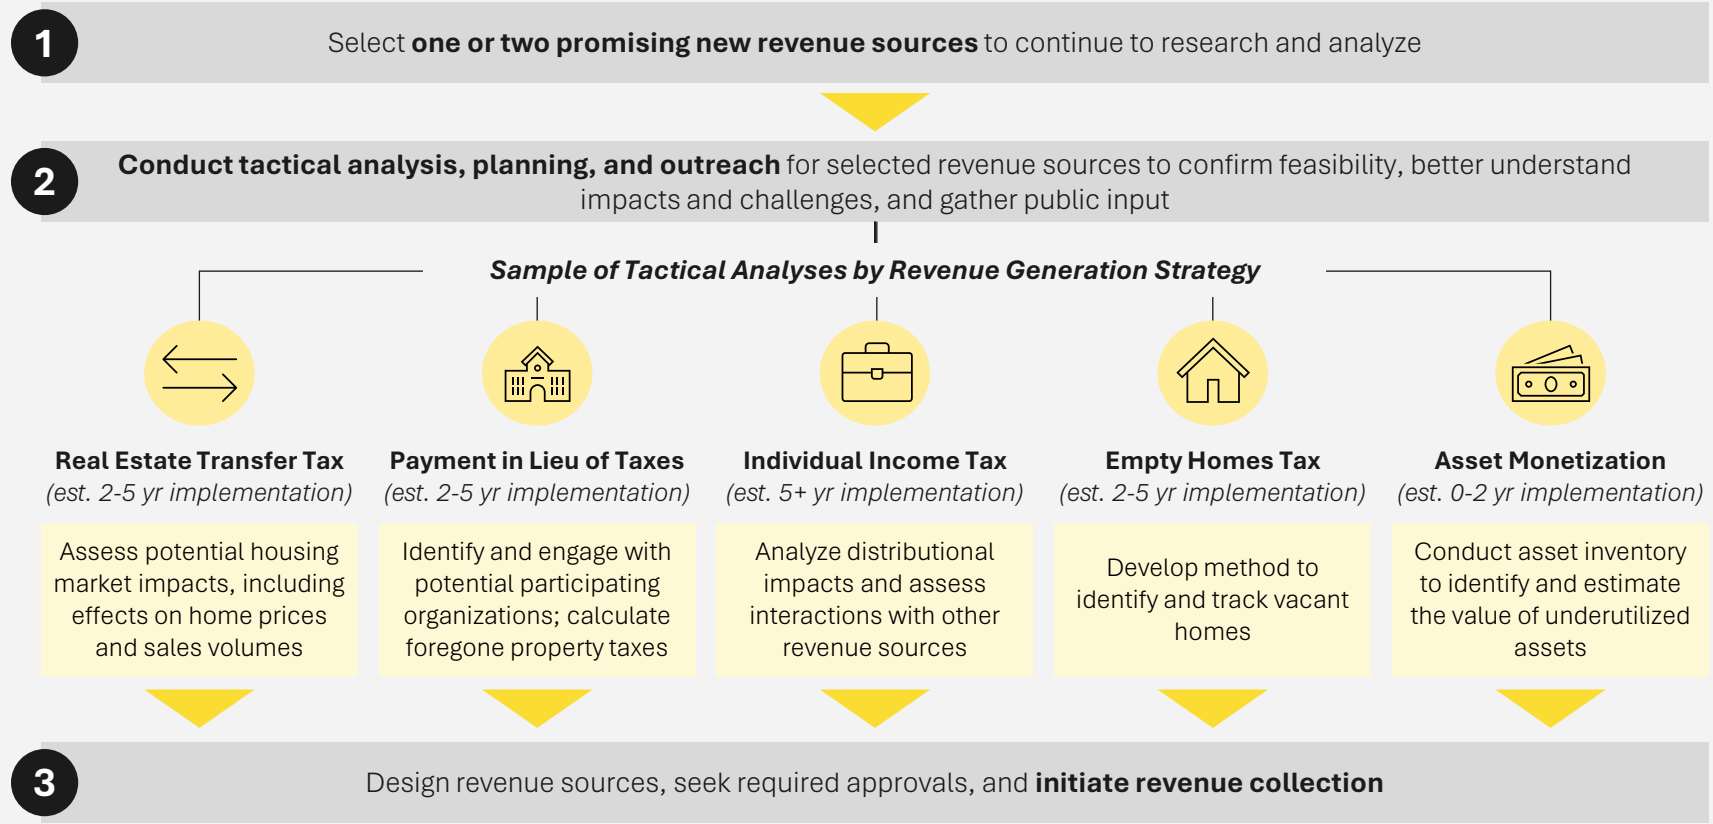 1
Select one or two promising new revenue sources to continue to research and analyze
2
Conduct tactical analysis, planning, and outreach for selected revenue sources to confirm feasibility, better understand
impacts and challenges, and gather public input
Sample of Tactical Analyses by Revenue Generation Strategy
Real Estate Transfer Tax
(est. 2-5 yr implementation)
Assess potential housing
market impacts, including
effects on home prices
and sales volumes
Payment in Lieu of Taxes
(est. 2-5 yr implementation)
Identify and engage with
potential participating
organizations; calculate
foregone property taxes
Individual Income Tax
(est. 5+ yr implementation)
Analyze distributional
impacts and assess
interactions with other
revenue sources
Empty Homes Tax
(est. 2-5 yr implementation)
Develop method to
identify and track vacant
homes
Asset Monetization
(est. 0-2 yr implementation)
Conduct asset inventory
to identify and estimate
the value of underutilized
assets
3
Design revenue sources, seek required approvals, and initiate revenue collection